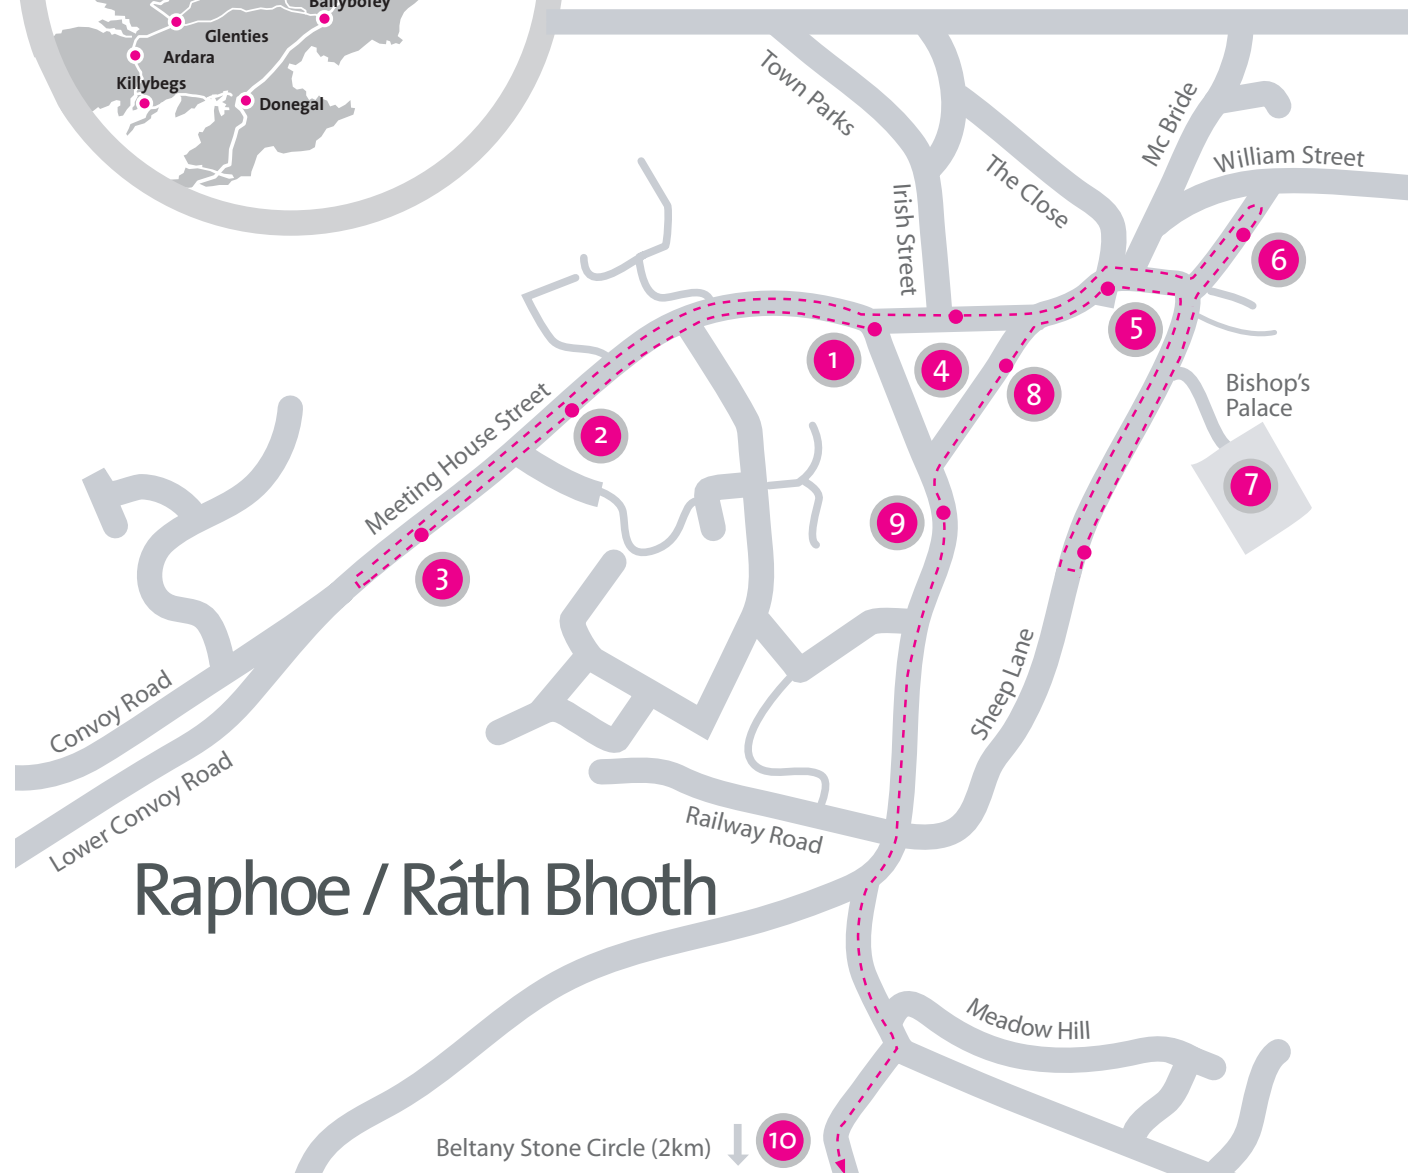 Ballybofey
Glenties
Ardara
Killybegs
Donegal
Town Parks
Mc Bride
William Street
The Close
Irish Street
6
5
1
4
8
Bishop's
Palace
Meeting House Street
2
7
9
3
Sheep Lane
Convoy Road
Lower Convoy Road
Railway Road
Raphoe / Ráth Bhoth
Meadow Hill
Beltany Stone Circle (2km)
10